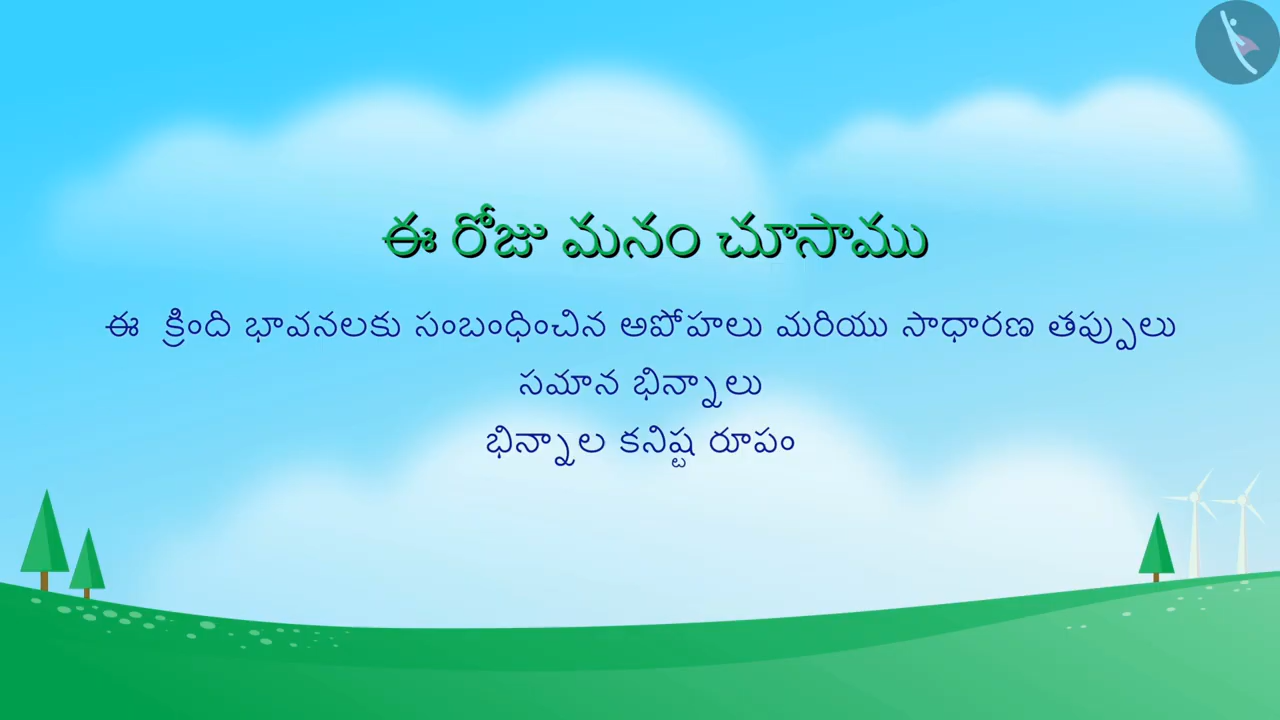 ఈ రోజు మనం చూసాము
ఈ క్రింది భావనలకు సంబంధించిన అపోహలు మరియు సాధారణ తప్పులు
సమాన భిన్నాలు
భిన్నాల కనిష్ట రూపం